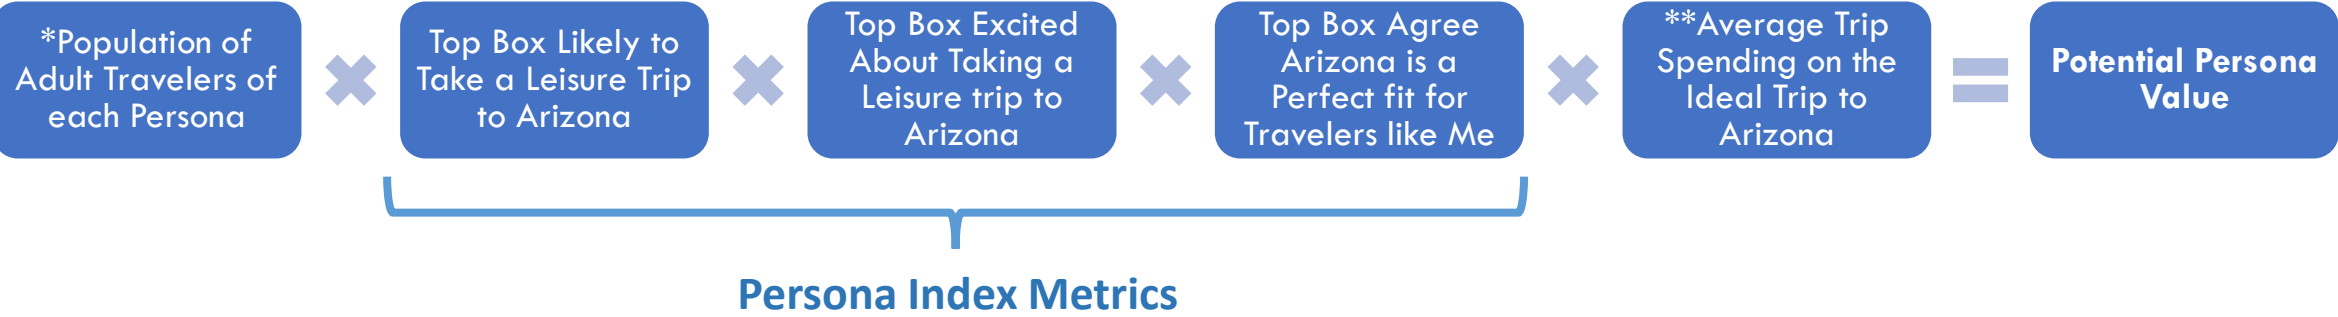 *Population of
Adult Travelers of
each Persona
Top Box Likely to
Take a Leisure Trip
to Arizona
Top Box Excited
About Taking a
Leisure trip to
Arizona
Top Box Agree
Arizona is a
Perfect fit for
Travelers like Me
**Average Trip
Spending on the
Ideal Trip to
Arizona
Potential Persona
Value
Persona Index Metrics